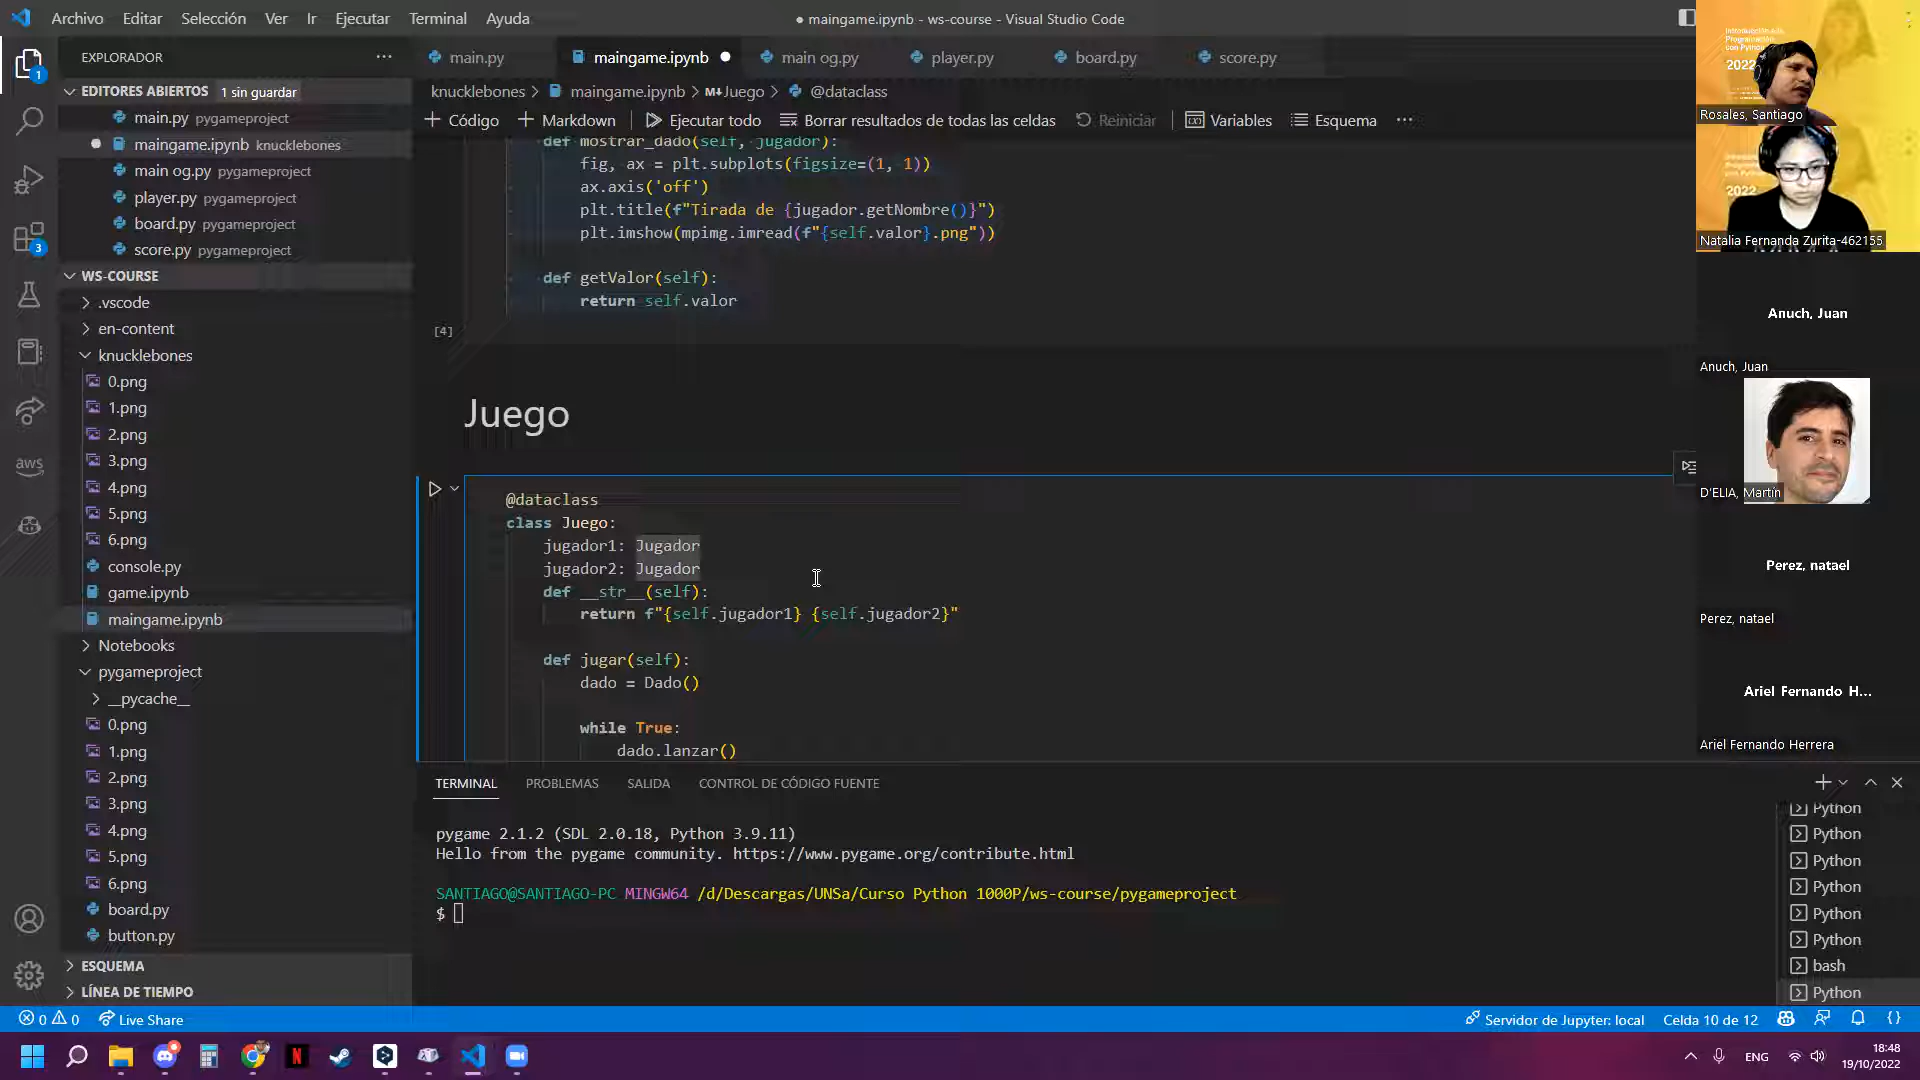 Archivo Editar Selección Ver Ir Ejecutar Terminal Ayuda
● maingame.ipynb - ws-course - Visual Studio Code
EXPLORADOR
EDITORES ABIERTOS 1 sin guardar
main.py pygameproject
maingame.ipynb knucklebones
main og.py pygameproject
player.py pygameproject
board.py pygameproject
score.py pygameproject
WS-COURSE
.vscode
en-content
knucklebones
0.png
1.png
2.png
3.png
4.png
5.png
6.png
console.py
game.ipynb
maingame.ipynb
Notebooks
pygameproject
__pycache__
0.png
1.png
2.png
3.png
4.png
5.png
6.png
board.py
button.py
ESQUEMA
LÍNEA DE TIEMPO
1
3
aws
main.py maingame.ipynb main og.py player.py board.py score.py
knucklebones > maingame.ipynb > M↓Juego > @dataclass
+ Código + Markdown Ejecutar todo Borrar resultados de todas las celdas Reiniciar Variables Esquema ···
def mostrar_dado(self, jugador):
fig, ax = plt.subplots(figsize=(1, 1))
ax.axis('off')
plt.title(f"Tirada de {jugador.getNombre()}")
plt.imshow(mpimg.imread(f"{self.valor}.png"))
def getValor(self):
return self.valor
[4]
Juego
@dataclass
class Juego:
jugador1: Jugador
jugador2: Jugador
def __str__(self):
return f"{self.jugador1} {self.jugador2}"
def jugar(self):
dado = Dado()
while True:
dado.lanzar()
TERMINAL PROBLEMAS SALIDA CONTROL DE CÓDIGO FUENTE
pygame 2.1.2 (SDL 2.0.18, Python 3.9.11)
Hello from the pygame community. https://www.pygame.org/contribute.html
SANTIAGO@SANTIAGO-PC MINGW64 /d/Descargas/UNSa/Curso Python 1000P/ws-course/pygameproject
$
Python
Python
Python
Python
Python
Python
bash
Python
Introducción a la
Programación
con Python
2022
Rosales, Santiago
2022
Natalia Fernanda Zurita-462155
Anuch, Juan
Anuch, Juan
D'ELIA, Martín
Perez, natael
Perez, natael
Ariel Fernando H...
Ariel Fernando Herrera
0 0 Live Share
Servidor de Jupyter: local Celda 10 de 12
ENG
18:48
19/10/2022